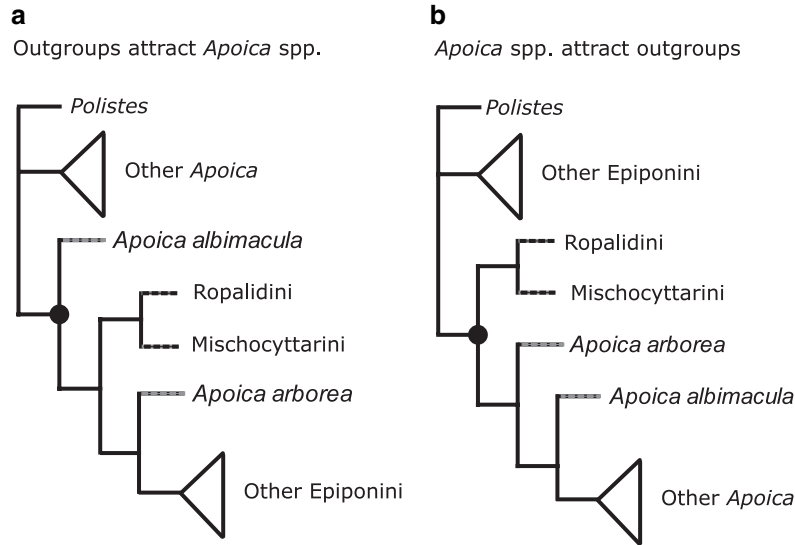 a
Outgroups attract Apoica spp.
Polistes
Other Apoica
Apoica albimacula
Ropalidini
Mischocyttarini
Apoica arborea
Other Epiponini
b
Apoica spp. attract outgroups
Polistes
Other Epiponini
Ropalidini
Mischocyttarini
Apoica arborea
Apoica albimacula
Other Apoica